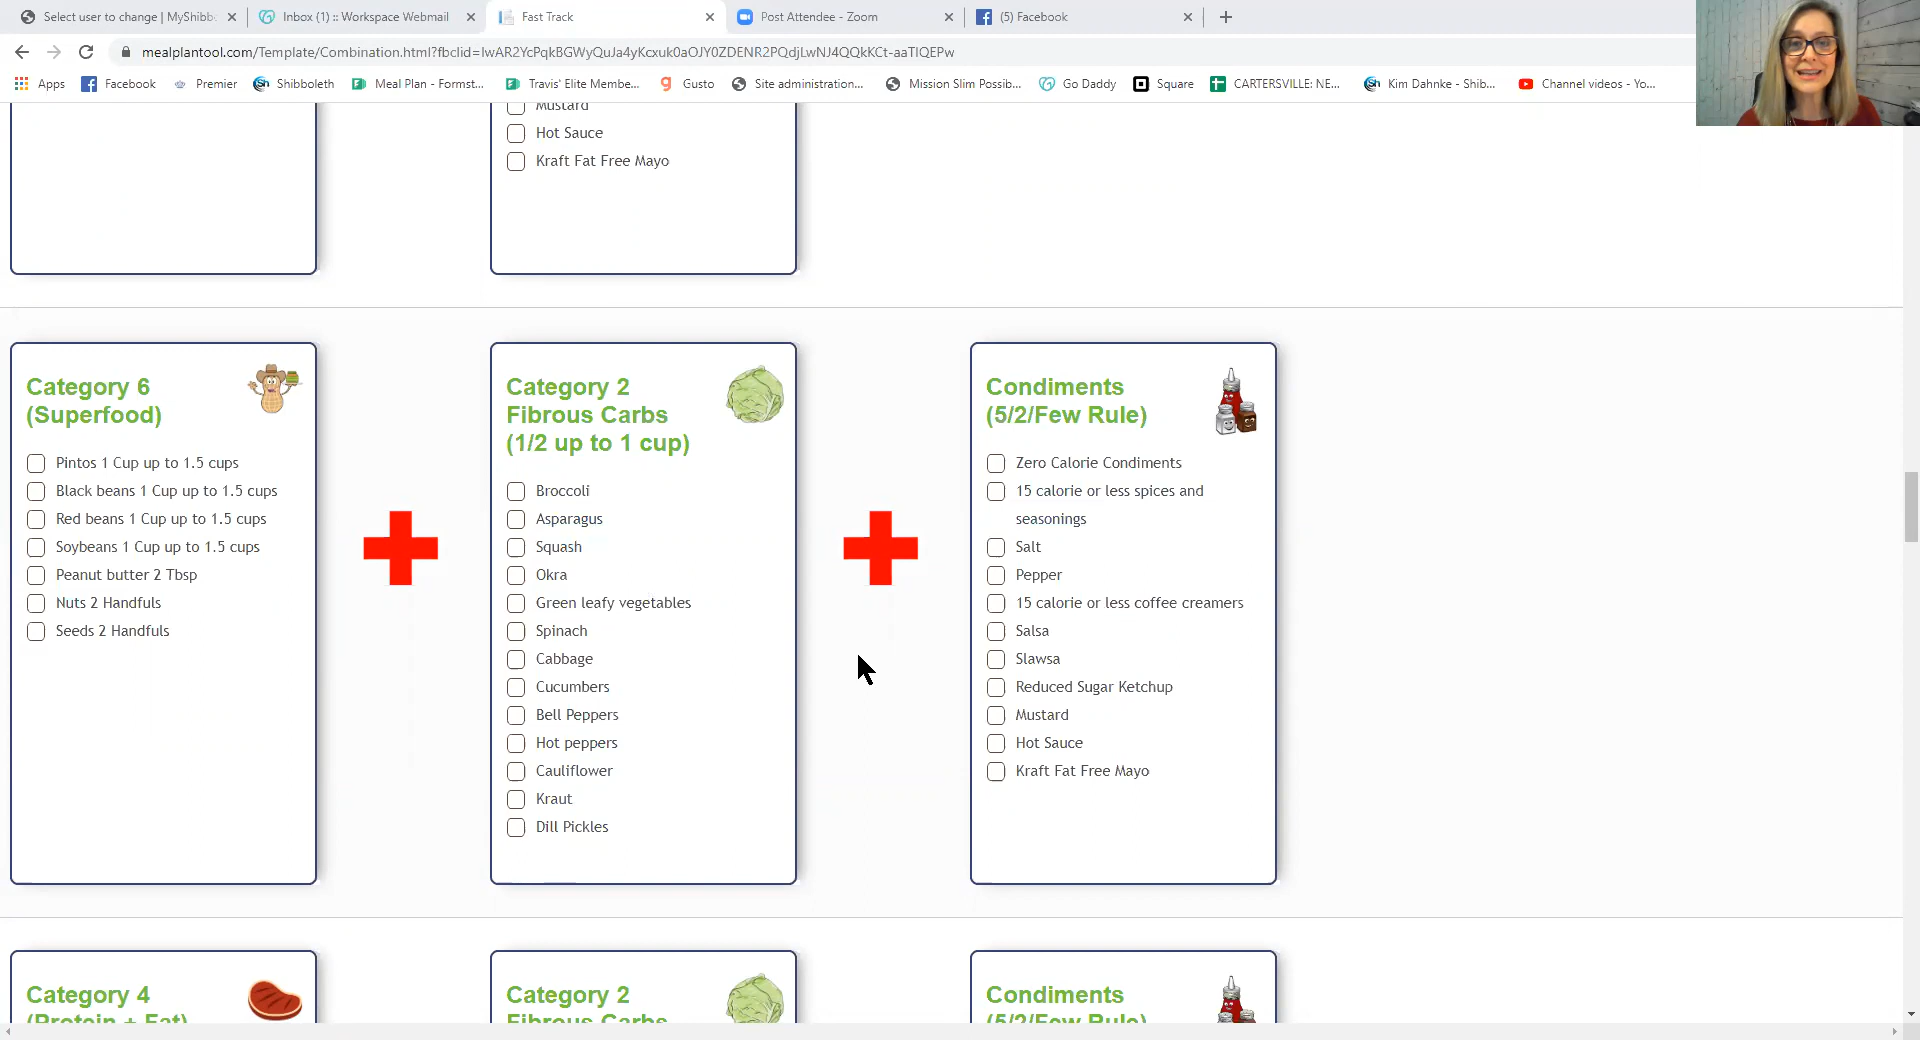 Select user to change | MyShibb
Inbox (1) :: Workspace Webmail
Fast Track
Post Attendee - Zoom
(5) Facebook
mealplantool.com/Template/Combination.html?fbclid=IwAR2YcPqkBGWyQuJa4yKcxuk0aOJY0ZDENR2PQdjLwNJ4QQkKCt-aaTlQEPw
Apps
Facebook
Premier
Shibboleth
Meal Plan - Formst...
Travis' Elite Membe...
Gusto
Site administration...
Mission Slim Possib...
Go Daddy
Square
CARTERSVILLE: NE...
Kim Dahnke - Shib...
Channel videos - Yo...
Mustard
Hot Sauce
Kraft Fat Free Mayo
Category 6
(Superfood)
Pintos 1 Cup up to 1.5 cups
Black beans 1 Cup up to 1.5 cups
Red beans 1 Cup up to 1.5 cups
Soybeans 1 Cup up to 1.5 cups
Peanut butter 2 Tbsp
Nuts 2 Handfuls
Seeds 2 Handfuls
Category 2
Fibrous Carbs
(1/2 up to 1 cup)
Broccoli
Asparagus
Squash
Okra
Green leafy vegetables
Spinach
Cabbage
Cucumbers
Bell Peppers
Hot peppers
Cauliflower
Kraut
Dill Pickles
Condiments
(5/2/Few Rule)
Zero Calorie Condiments
15 calorie or less spices and
seasonings
Salt
Pepper
15 calorie or less coffee creamers
Salsa
Slawsa
Reduced Sugar Ketchup
Mustard
Hot Sauce
Kraft Fat Free Mayo
Category 4
(Protein + Fat)
Category 2
Fibrous Carbs
Condiments
(5/2/Few Rule)